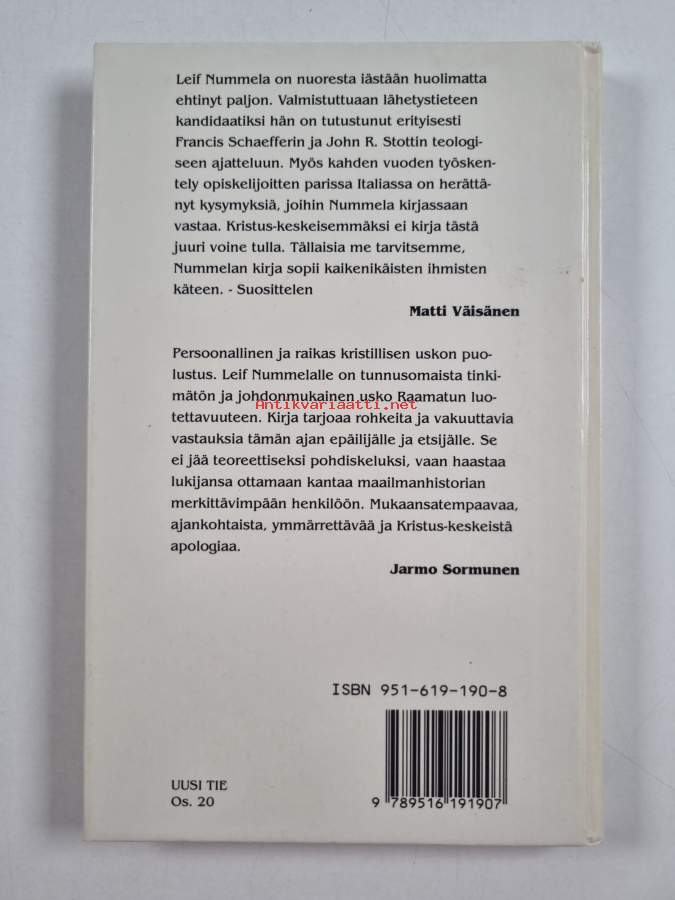 Leif Nummela on nuoresta iästään huolimatta
ehtinyt paljon. Valmistuttuaan lähetystieteen
kandidaatiksi hän on tutustunut erityisesti
Francis Schaefferin ja John R. Stottin teologi-
seen ajatteluun. Myös kahden vuoden työsken-
tely opiskelijoitten parissa Italiassa on herättä-
nyt kysymyksiä, joihin Nummela kirjassaan
vastaa. Kristus-keskeisemmäksi ei kirja tästä
juuri voine tulla. Tällaisia me tarvitsemme,
Nummelan kirja sopii kaikenikäisten ihmisten
käteen. - Suosittelen
Matti Väisänen
Persoonallinen ja raikas kristillisen uskon puo-
lustus. Leif Nummelalle on tunnusomaista tinki-
mätön ja johdonmukainen usko Raamatun luo-
Antikvariaatti.net
tettavuuteen. Kirja tarjoaa rohkeita ja vakuuttavia
vastauksia tämän ajan epäilijälle ja etsijälle. Se
ei jää teoreettiseksi pohdiskeluksi, vaan haastaa
lukijansa ottamaan kantaa maailmanhistorian
merkittävimpään henkilöön. Mukaansatempaavaa,
ajankohtaista, ymmärrettävää ja Kristus-keskeistä
apologiaa.
Jarmo Sormunen
ISBN 951-619-190-8
9 789516 191907
UUSI TIE
Os. 20